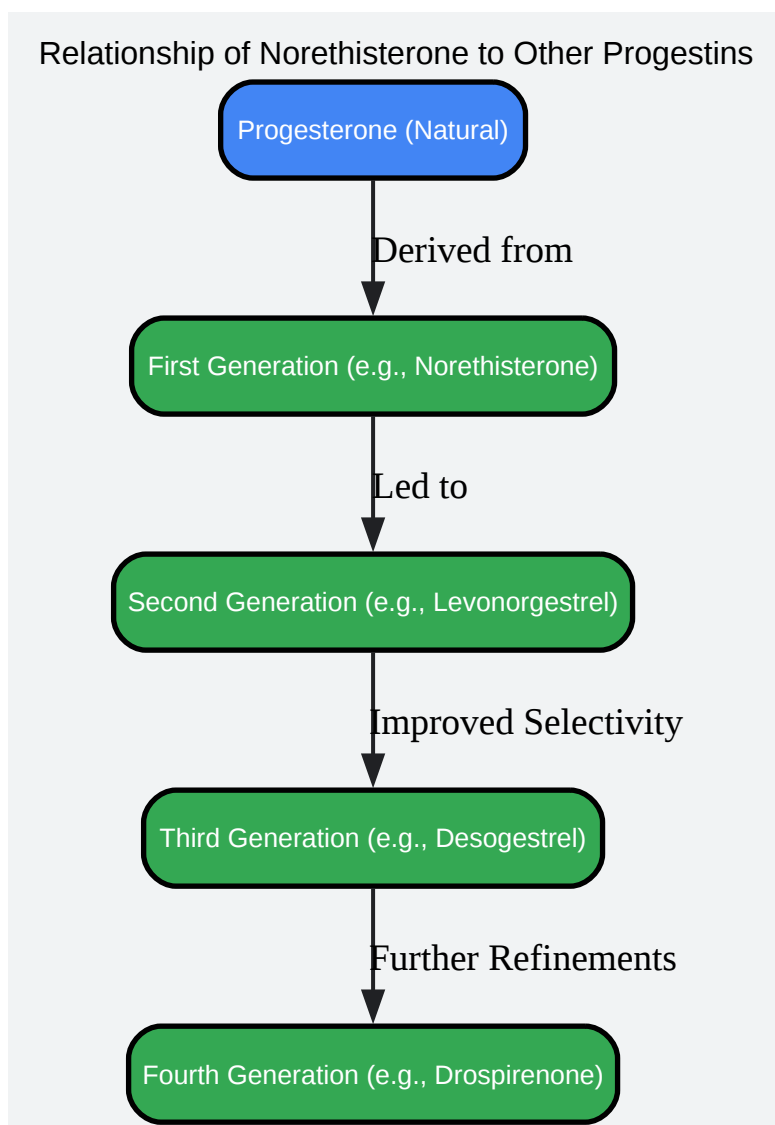 Relationship of Norethisterone to Other Progestins
Progesterone (Natural)
Derived from
First Generation (e.g., Norethisterone)
Led to
Second Generation (e.g., Levonorgestrel)
Improved Selectivity
Third Generation (e.g., Desogestrel)
Further Refinements
Fourth Generation (e.g., Drospirenone)